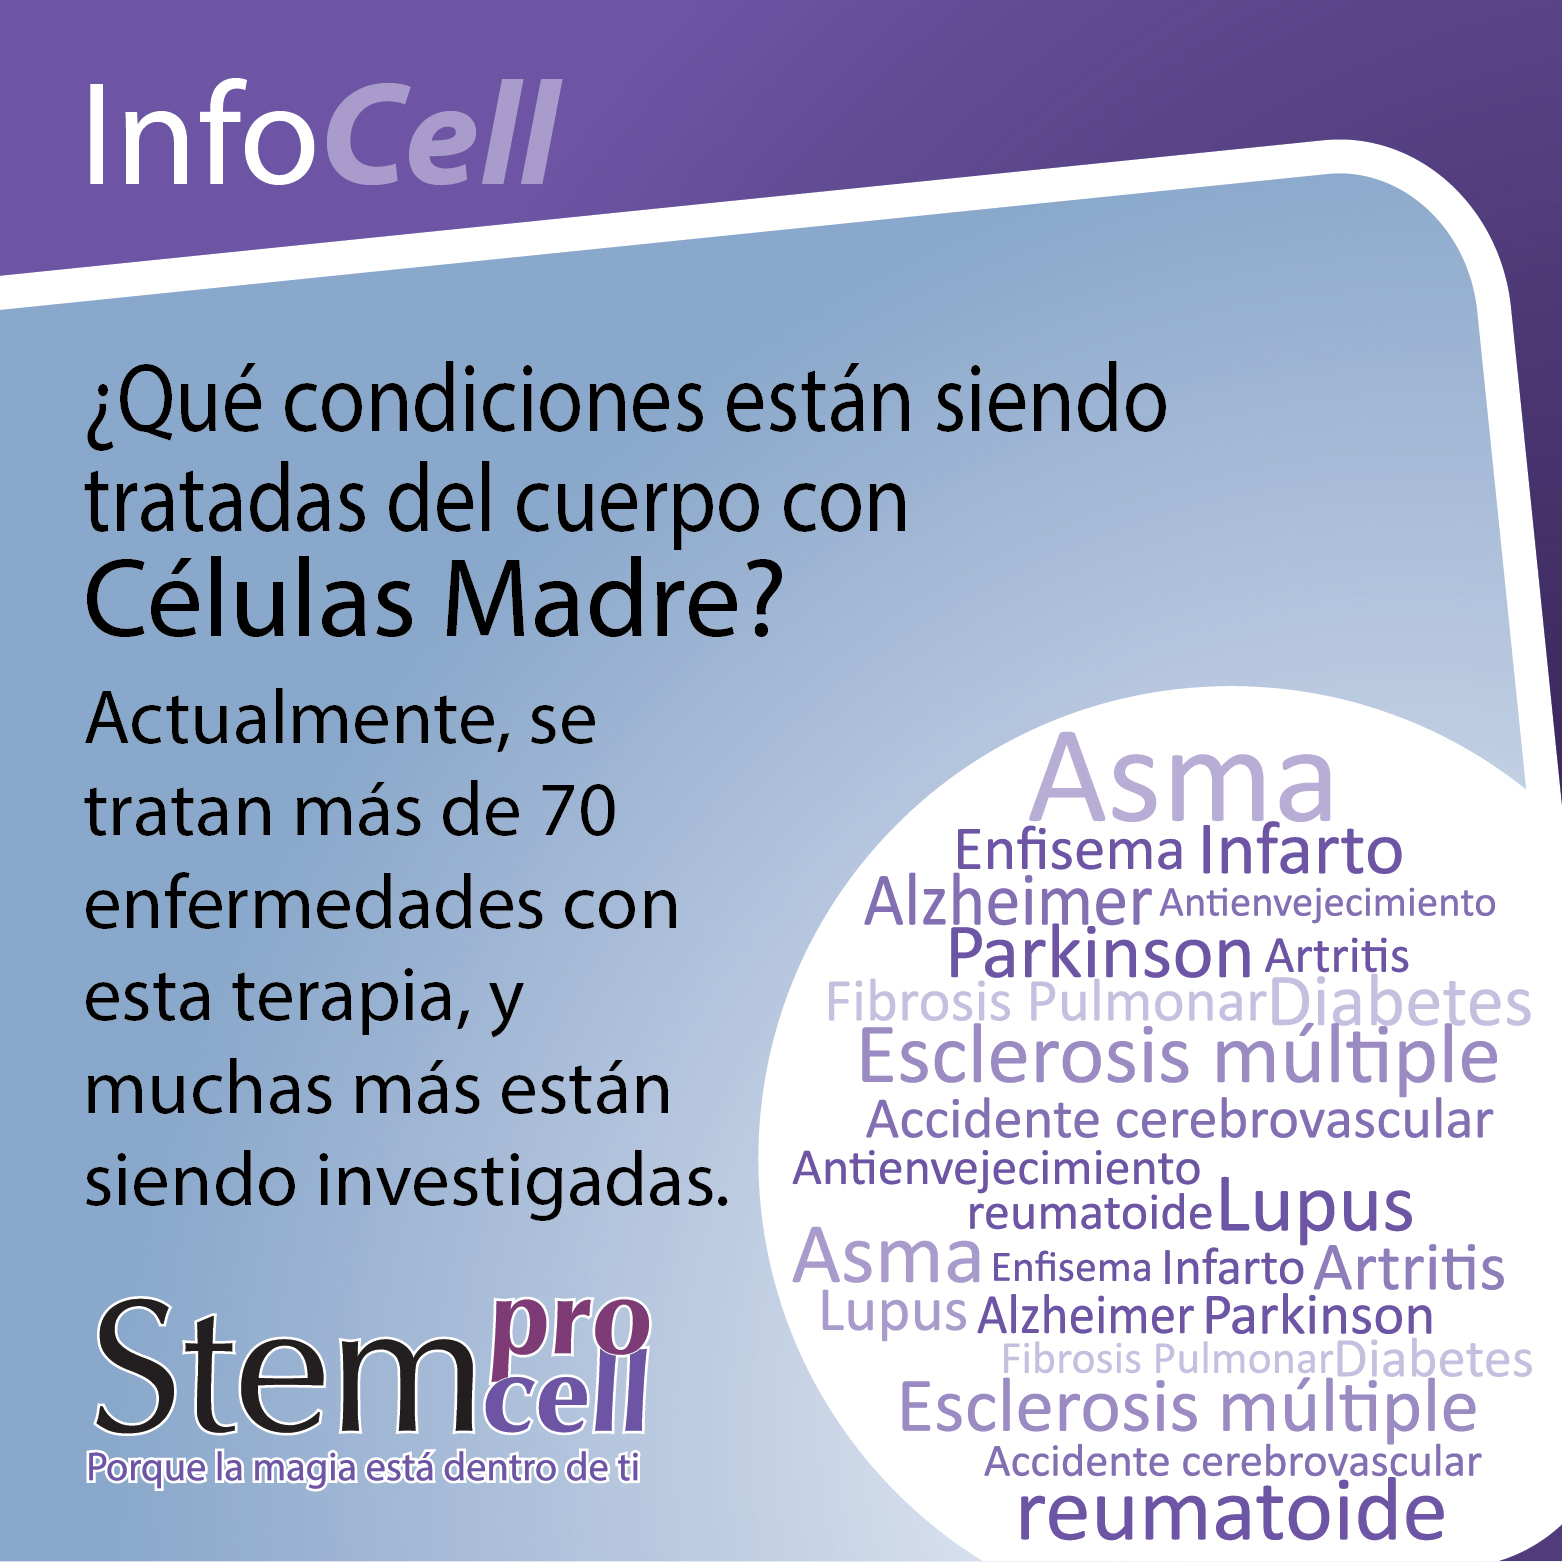 InfoCell
¿Qué condiciones están siendo
tratadas del cuerpo con
Células Madre?
Actualmente, se
tratan más de 70
enfermedades con
esta terapia, y
muchas más están
siendo investigadas.
Asma
Enfisema Infarto
Alzheimer Antienvejecimiento
Parkinson Artritis
Fibrosis Pulmonar Diabetes
Esclerosis múltiple
Accidente cerebrovascular
Antienvejecimiento
reumatoide Lupus
Asma Enfisema Infarto Artritis
Lupus Alzheimer Parkinson
Fibrosis Pulmonar Diabetes
Esclerosis múltiple
Accidente cerebrovascular
reumatoide
Stem pro cell
Porque la magia está dentro de ti